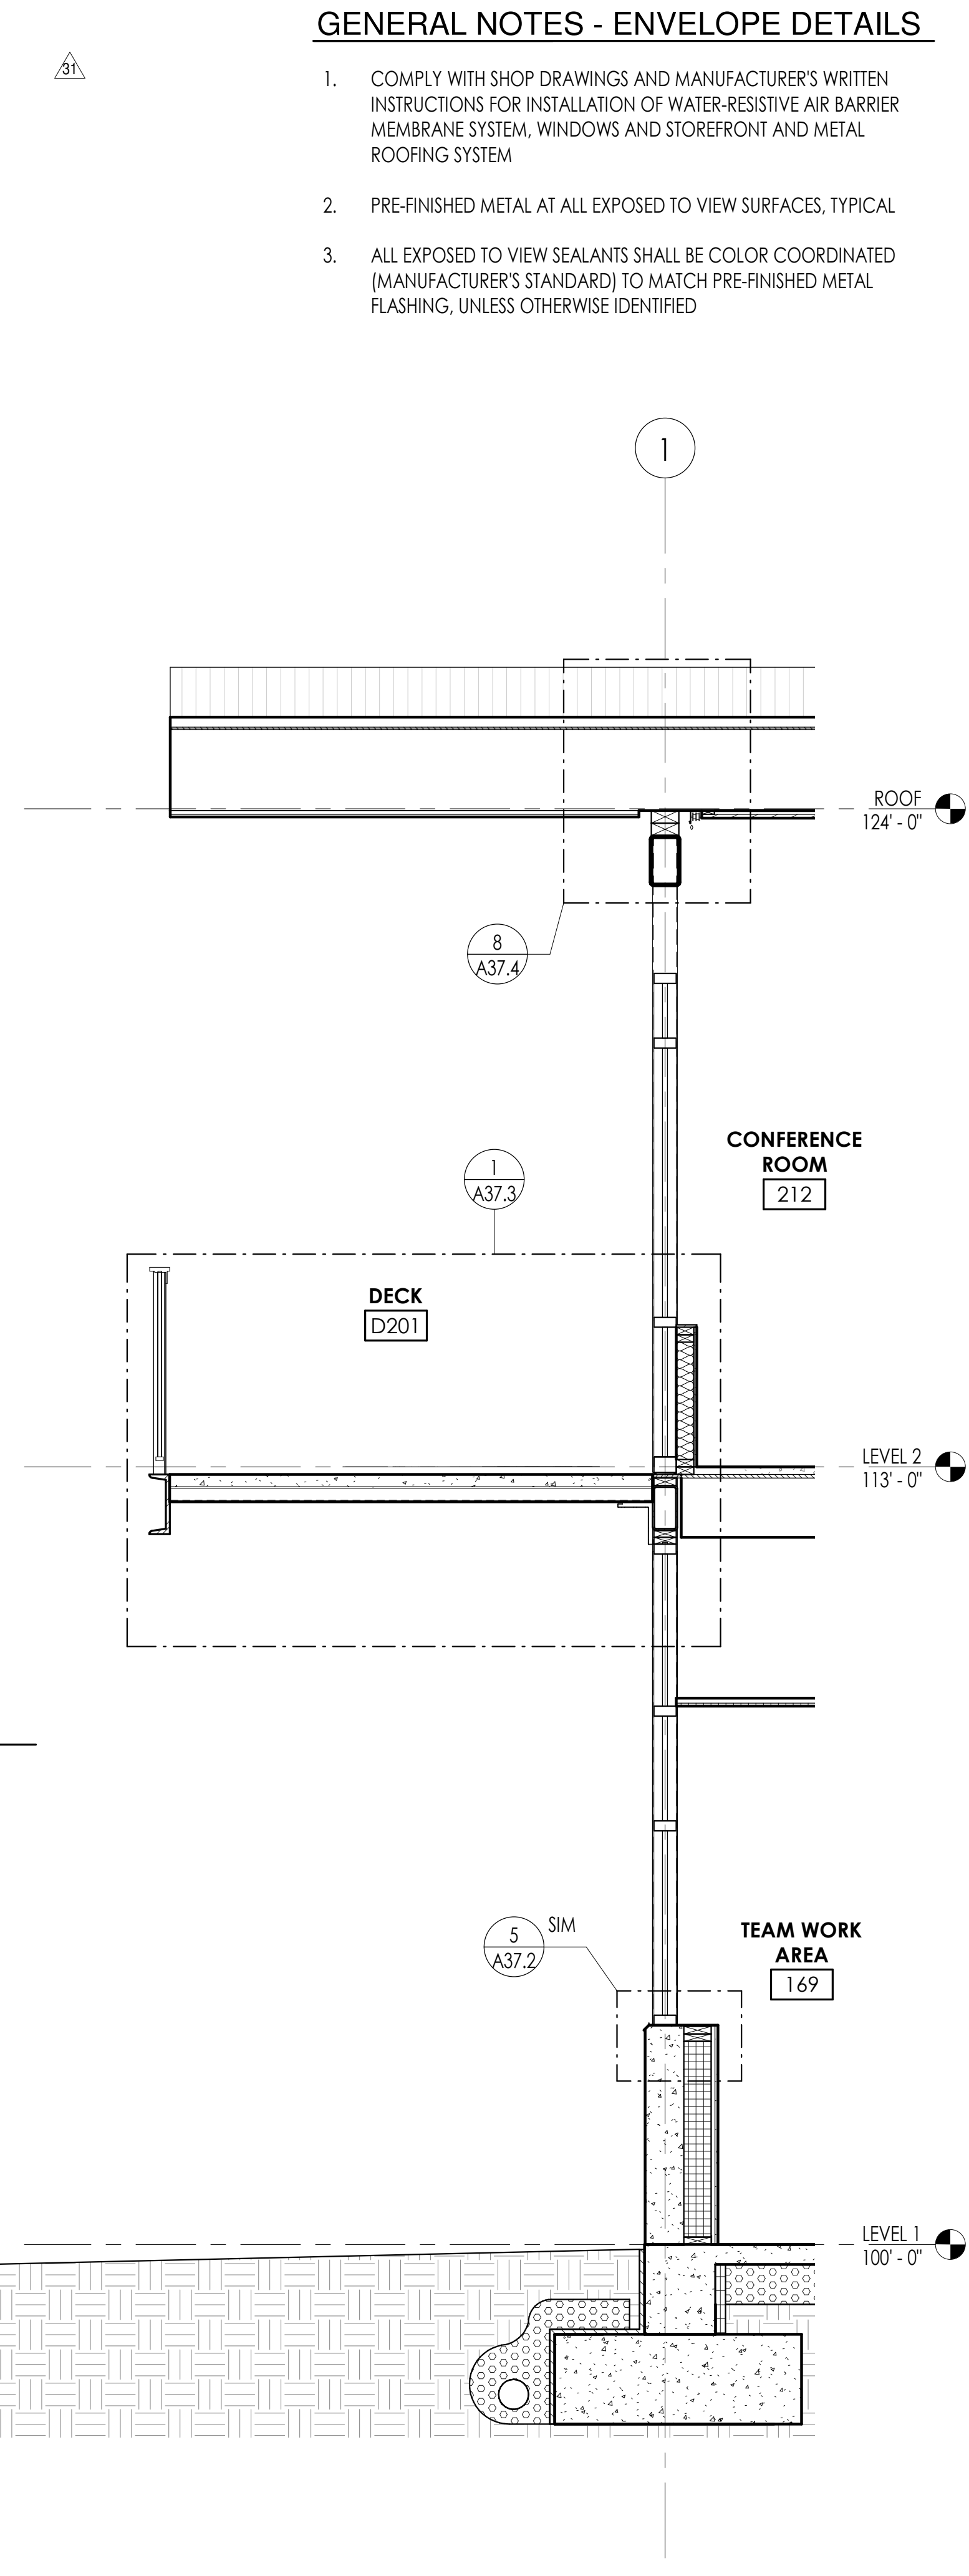 GENERAL NOTES - ENVELOPE DETAILS
31
1. COMPLY WITH SHOP DRAWINGS AND MANUFACTURER'S WRITTEN
INSTRUCTIONS FOR INSTALLATION OF WATER-RESISTIVE AIR BARRIER
MEMBRANE SYSTEM, WINDOWS AND STOREFRONT AND METAL
ROOFING SYSTEM
2. PRE-FINISHED METAL AT ALL EXPOSED TO VIEW SURFACES, TYPICAL
3. ALL EXPOSED TO VIEW SEALANTS SHALL BE COLOR COORDINATED
(MANUFACTURER'S STANDARD) TO MATCH PRE-FINISHED METAL
FLASHING, UNLESS OTHERWISE IDENTIFIED
1
ROOF
124' - 0"
8
A37.4
CONFERENCE
ROOM
212
1
A37.3
DECK
D201
LEVEL 2
113' - 0"
5
A37.2
SIM
TEAM WORK
AREA
169
LEVEL 1
100' - 0"